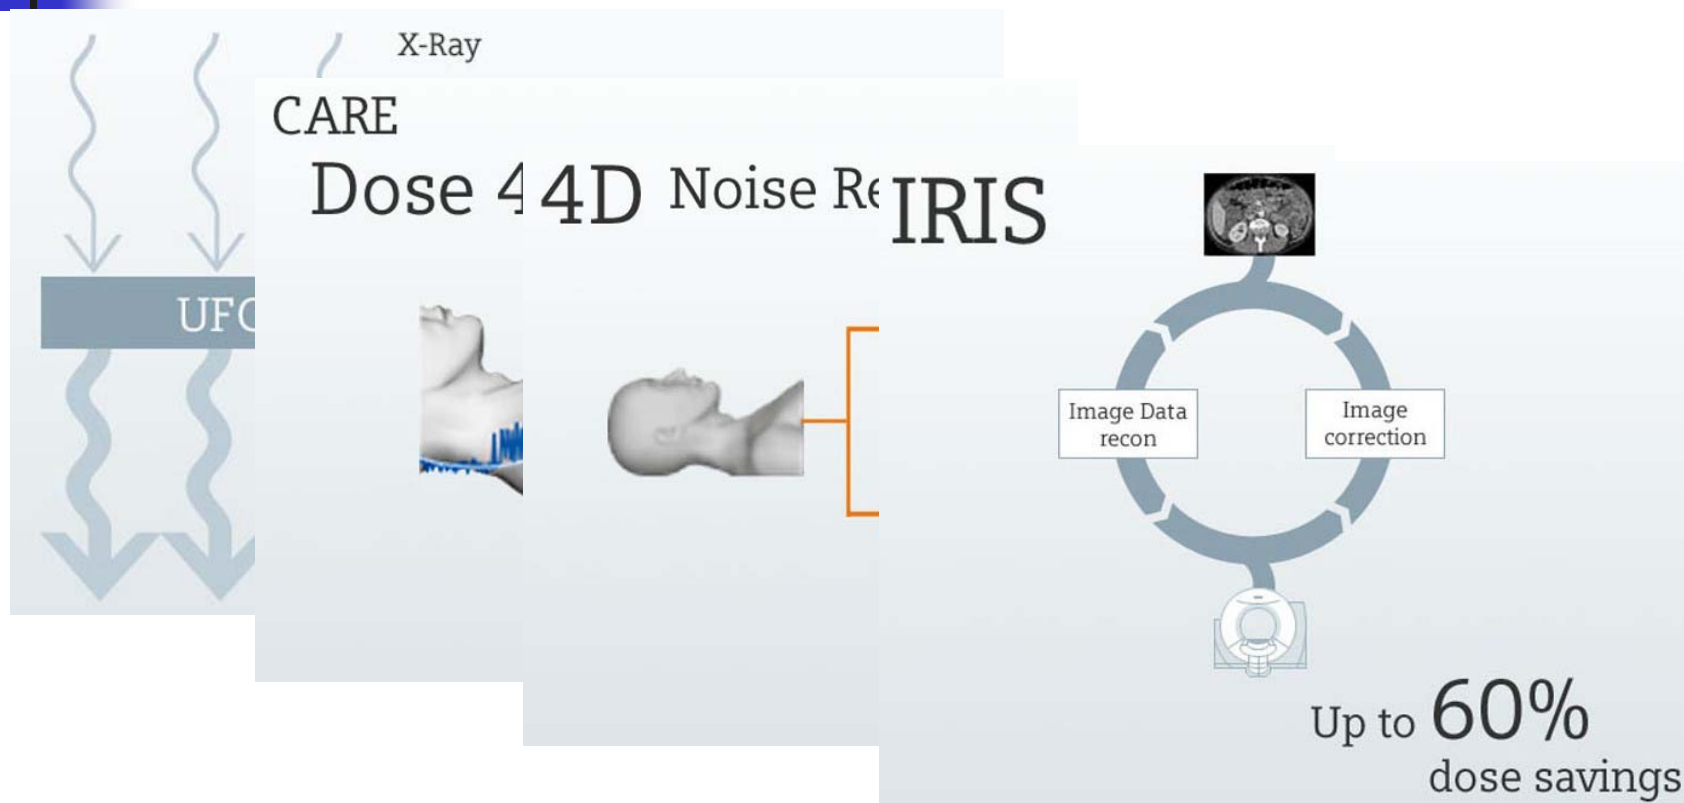 X-Ray
UFC
CARE
Dose 4
4D Noise Re
IRIS
Image Data
recon
Image
correction
Up to 60%
dose savings